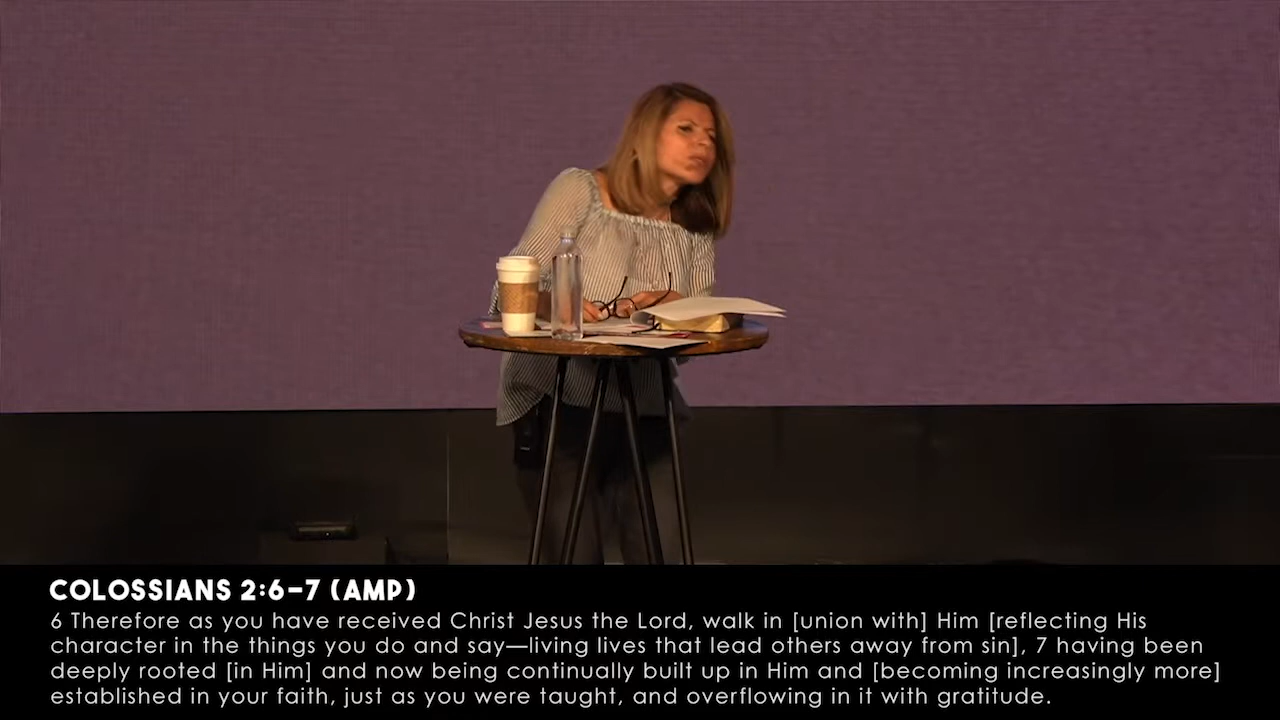 COLOSSIANS 2:6-7 (AMP)
6 Therefore as you have received Christ Jesus the Lord, walk in [union with] Him [reflecting His
character in the things you do and say—living lives that lead others away from sin], 7 having been
deeply rooted [in Him] and now being continually built up in Him and [becoming increasingly more]
established in your faith, just as you were taught, and overflowing in it with gratitude.